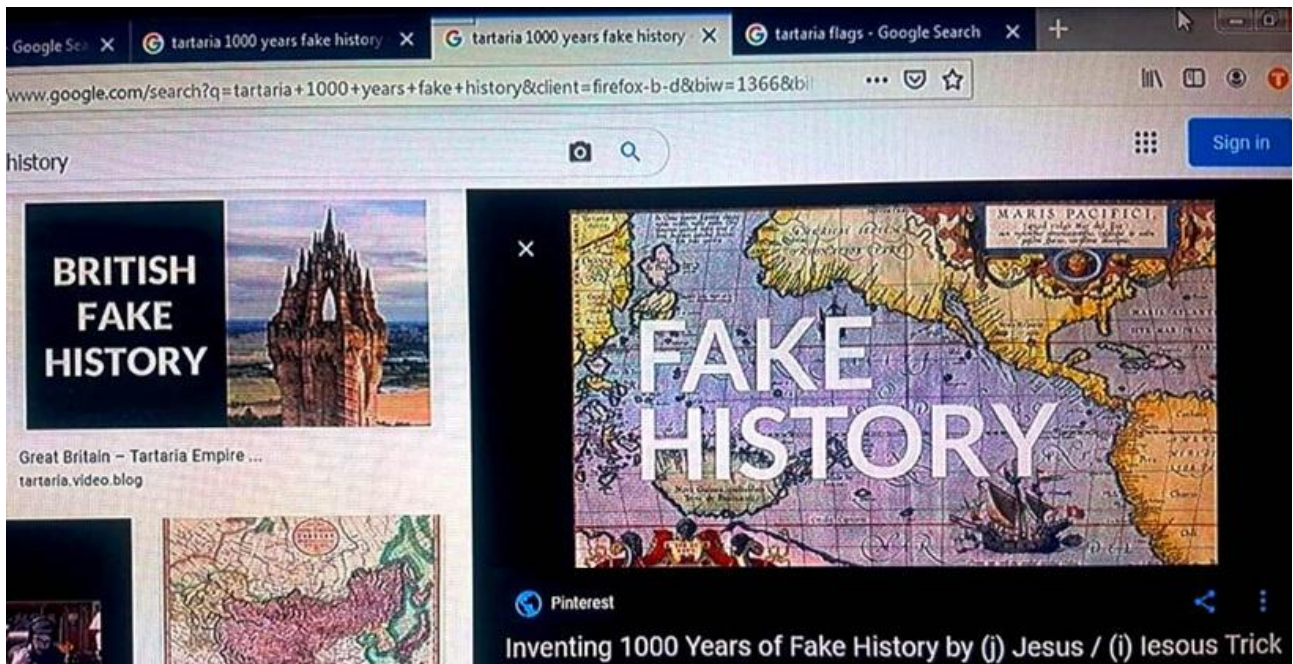 Google Sea
tartaria 1000 years fake history
tartaria 1000 years fake history -
tartaria flags - Google Search
www.google.com/search?q=tartaria+1000+years+fake+history&client=firefox-b-d&biw=1366&bi
history
Sign in
BRITISH
FAKE
HISTORY
Great Britain – Tartaria Empire ...
tartaria.video.blog
MARIS PACIFICI,
FAKE
HISTORY
Pinterest
Inventing 1000 Years of Fake History by (j) Jesus / (i) Iesous Trick